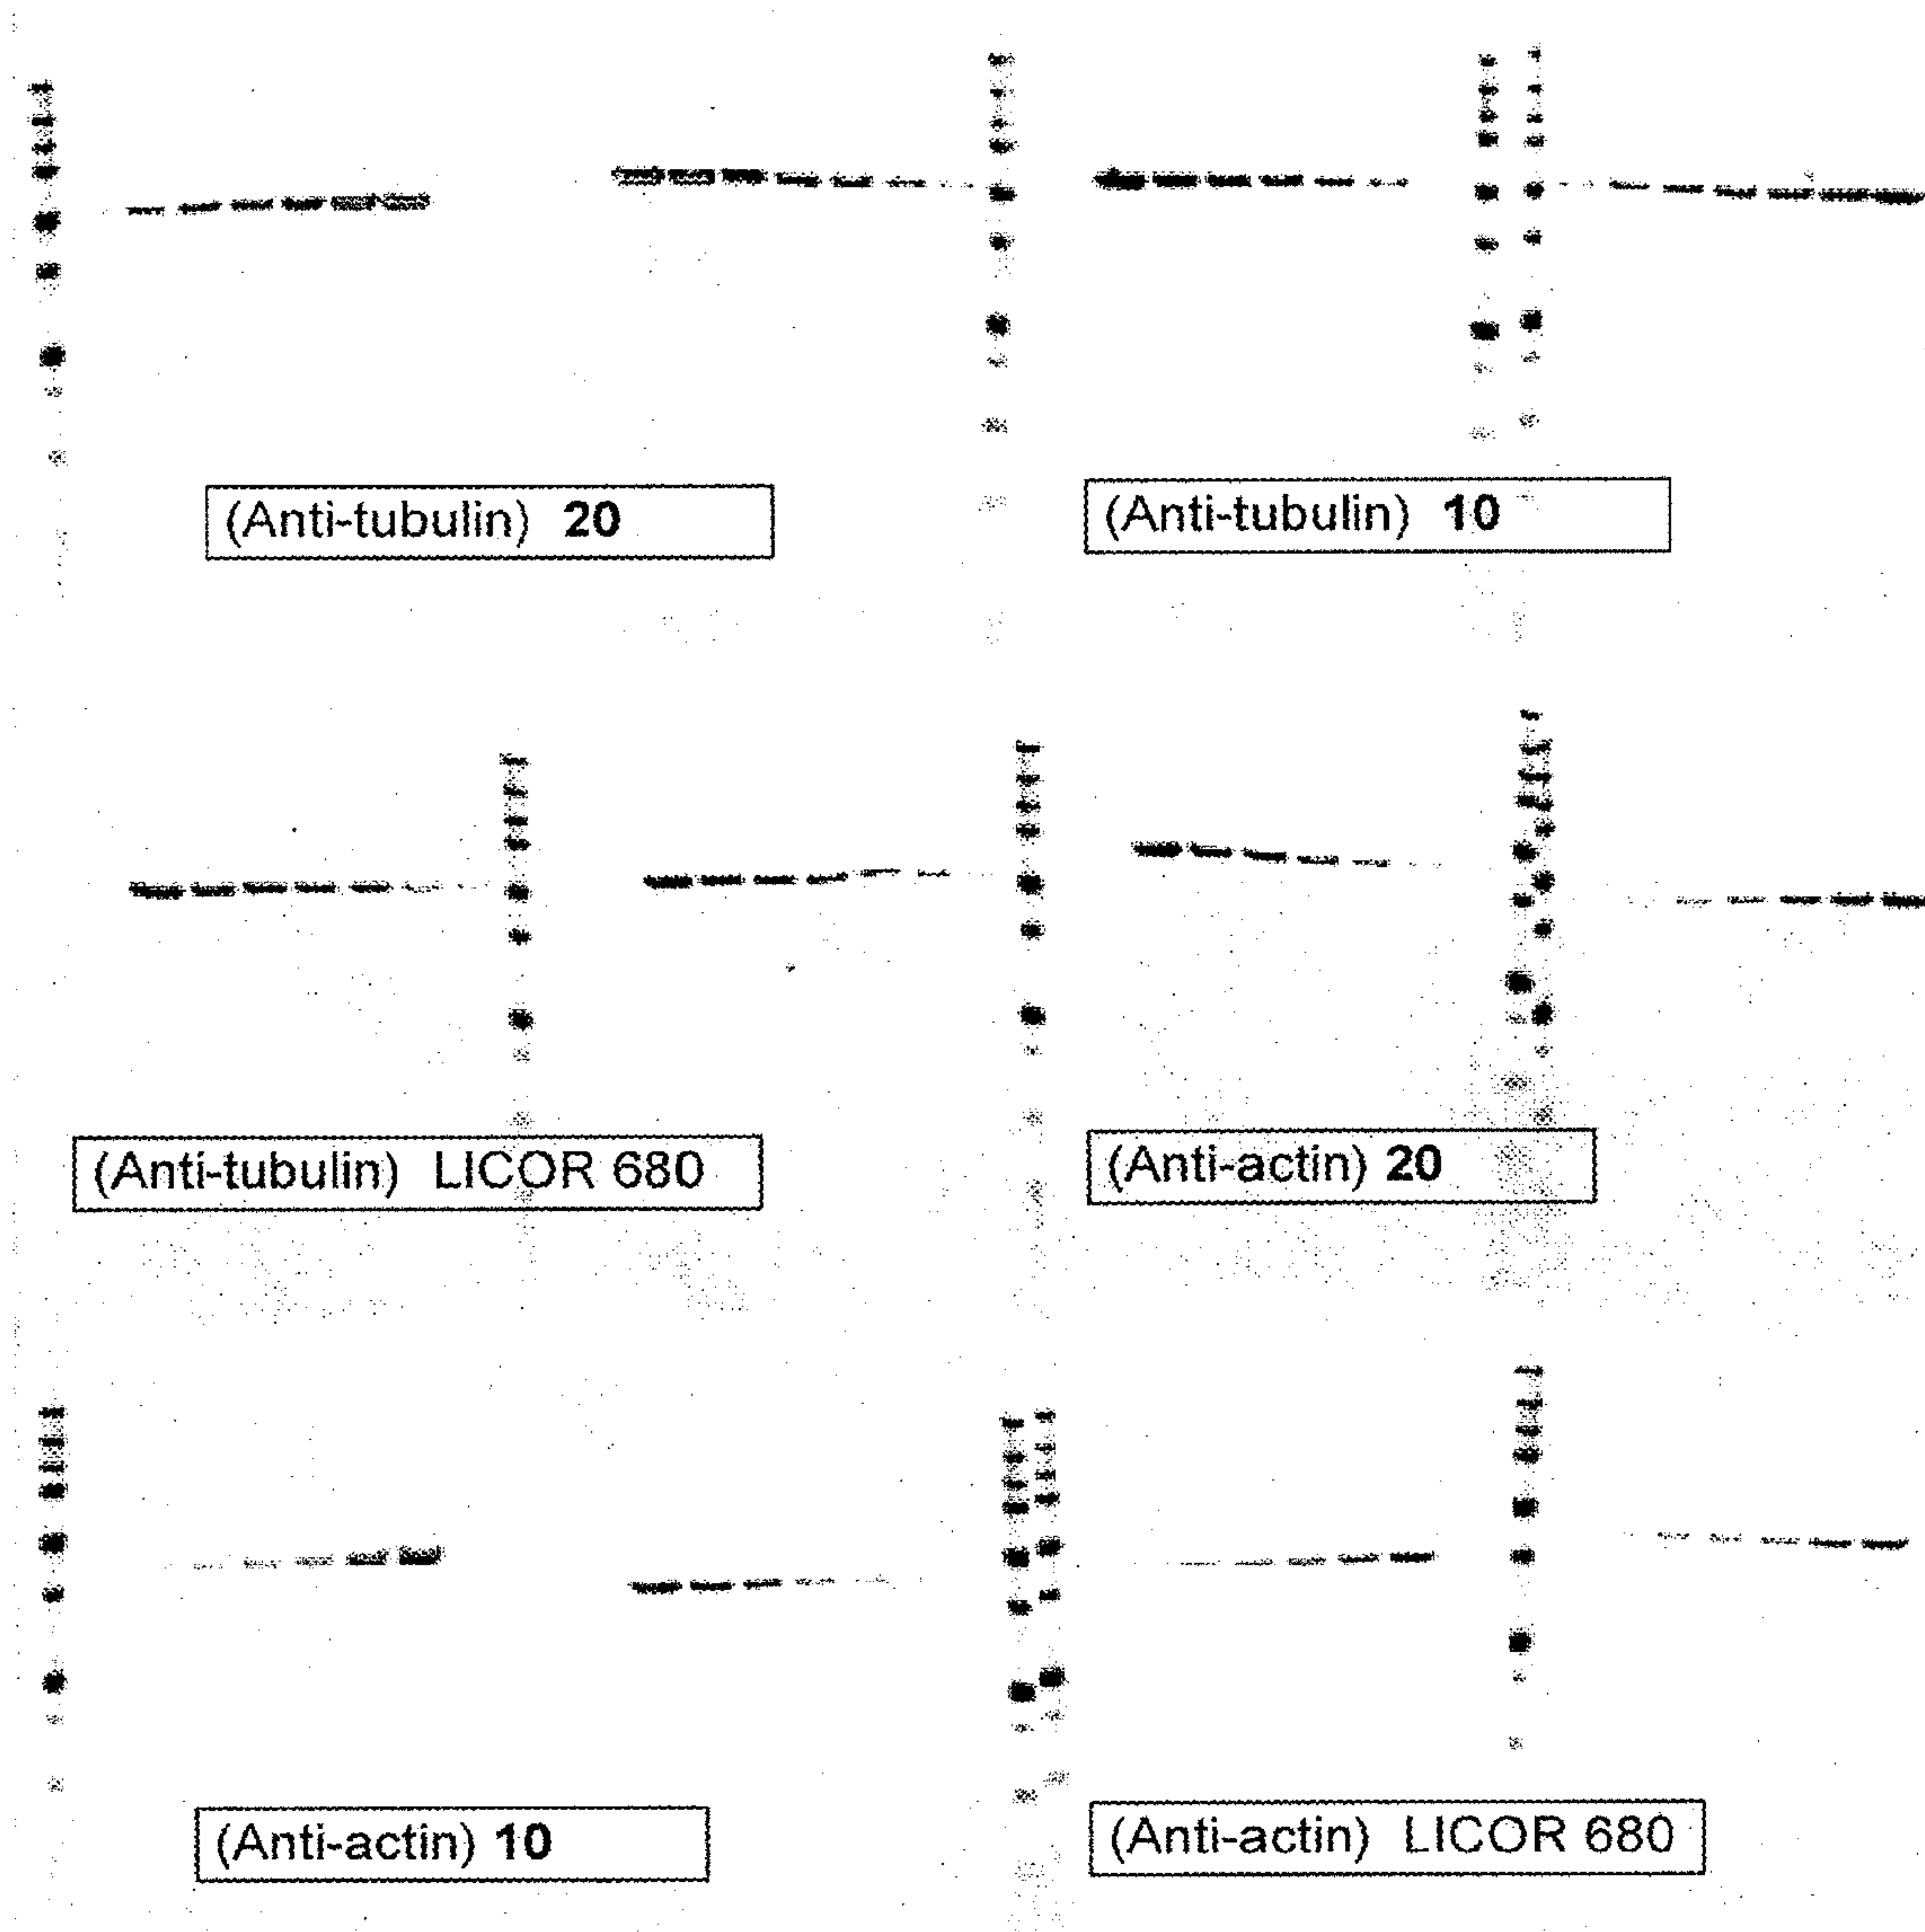 (Anti-tubulin) 20
(Anti-tubulin) 10
(Anti-tubulin) LICOR 680
(Anti-actin) 20
(Anti-actin) 10
(Anti-actin) LICOR 680